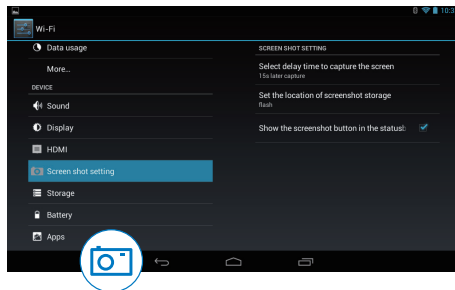 10:3
Wi-Fi
Data usage
More...
DEVICE
Sound
Display
HDMI
Screen shot setting
Storage
Battery
Apps
SCREEN SHOT SETTING
Select delay time to capture the screen
15s later capture
Set the location of screenshot storage
flash
Show the screenshot button in the statusb